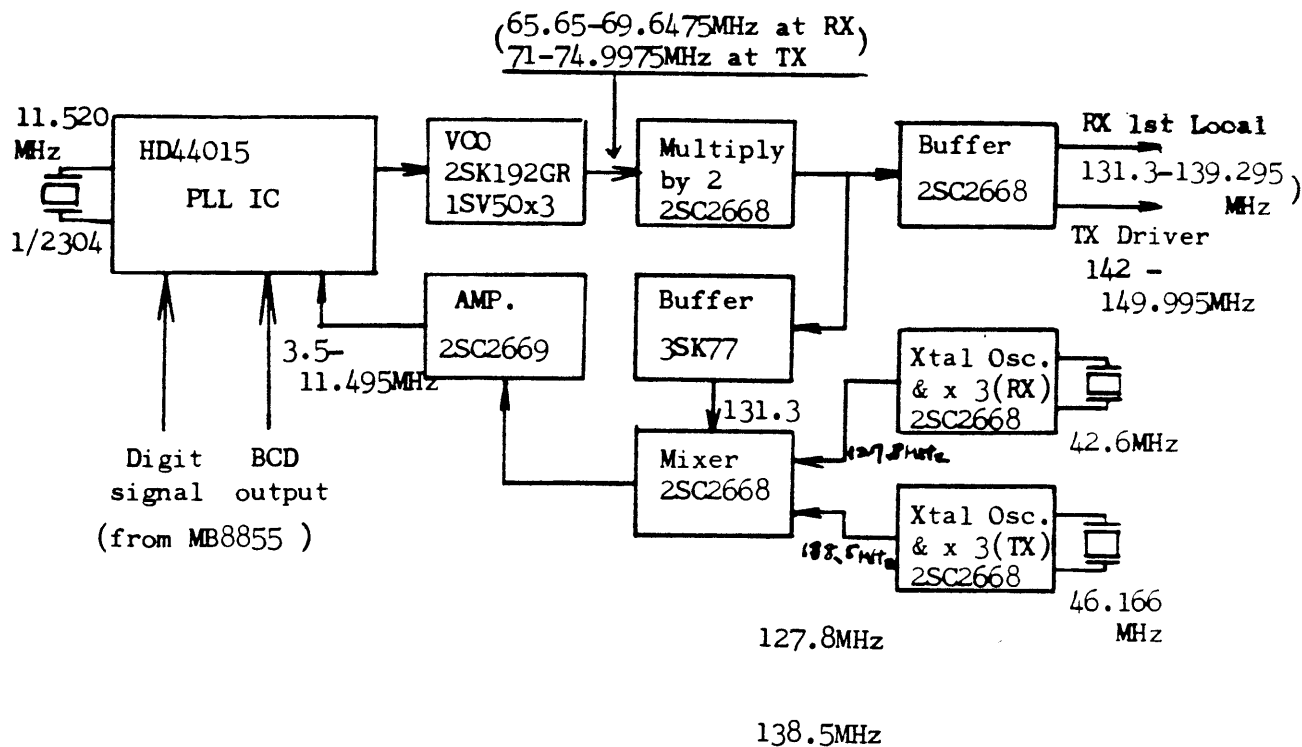 (65.65-69.6475MHz at RX)
71-74.9975MHz at TX
11.520
MHz
1/2304
HD44015
PLL IC
VCO
2SK192GR
1SV50x3
Multiply
by 2
2SC2668
Buffer
2SC2668
RX 1st Local
131.3-139.295
MHz)
TX Driver
142 -
149.995MHz
AMP.
2SC2669
3.5-
11.495MHz
Buffer
3SK77
131.3
Mixer
2SC2668
Xtal Osc.
& x 3(RX)
2SC2668
42.6MHz
127.8MHz
Xtal Osc.
& x 3(TX)
2SC2668
46.166
MHz
Digit
signal
BCD
output
(from MB8855 )
127.8MHz
138.5MHz